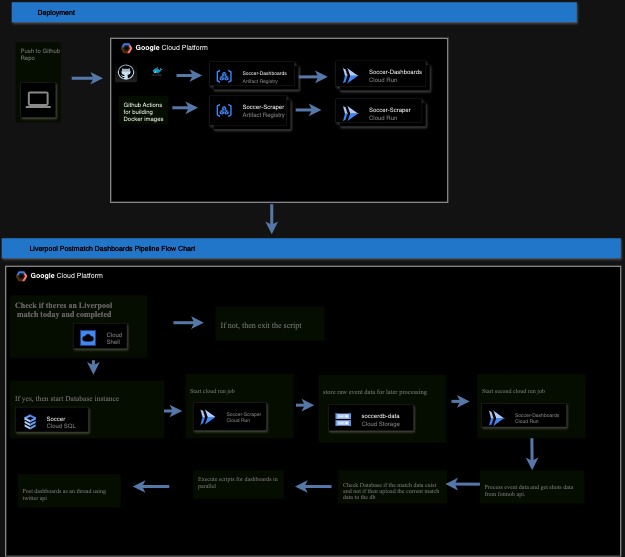 Deployment
Push to Github
Repo
Google Cloud Platform
Soccer-Dashboards
Artifact Registry
Soccer-Dashboards
Cloud Run
Github Actions
for building
Docker images
Soccer-Scraper
Artifact Registry
Soccer-Scraper
Cloud Run
Liverpool Postmatch Dashboards Pipeline Flow Chart
Google Cloud Platform
Check if theres an Liverpool
match today and completed
Cloud
Shell
If not, then exit the script
If yes, then start Database instance
Soccer
Cloud SQL
Start cloud run job
Soccer-Scraper
Cloud Run
store raw event data for later processing
soccerdb-data
Cloud Storage
Start second cloud run job
Soccer-Dashboards
Cloud Run
Process event data and get shots data
from fotmob api.
Check Database if the match data exist
and not if then upload the current match
data to the db
Execute scripts for dashboards in
parallel
Post dashboards as an thread using
twitter api